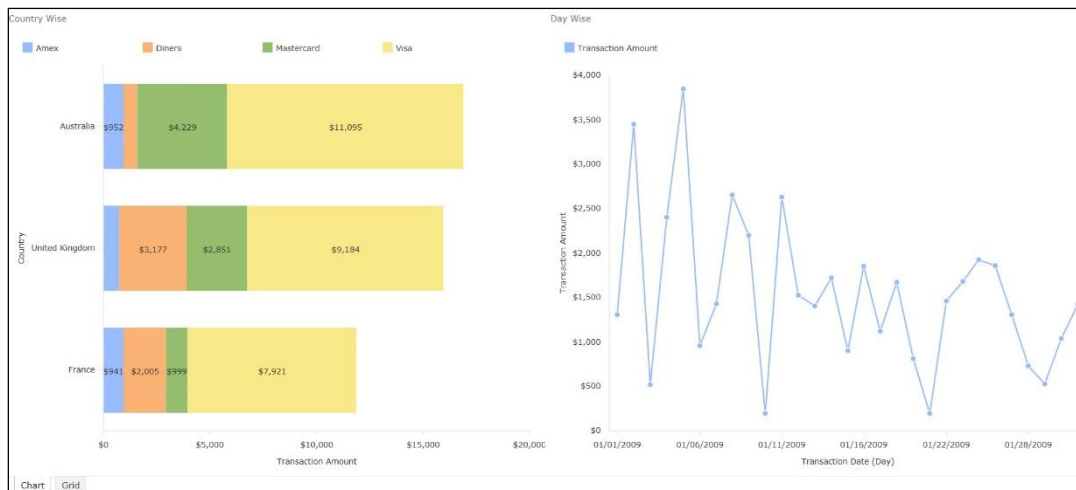 Country Wise
Amex Diners Mastercard Visa
Australia $952 $4,229 $11,095
United Kingdom $3,177 $2,851 $9,184
France $941 $2,005 $999 $7,921
Country
$0 $5,000 $10,000 $15,000 $20,000
Transaction Amount
Day Wise
Transaction Amount
$4,000
$3,500
$3,000
$2,500
$2,000
$1,500
$1,000
$500
$0
Transaction Amount
01/01/2009 01/06/2009 01/11/2009 01/16/2009 01/22/2009 01/28/2009
Transaction Date (Day)
Chart Grid